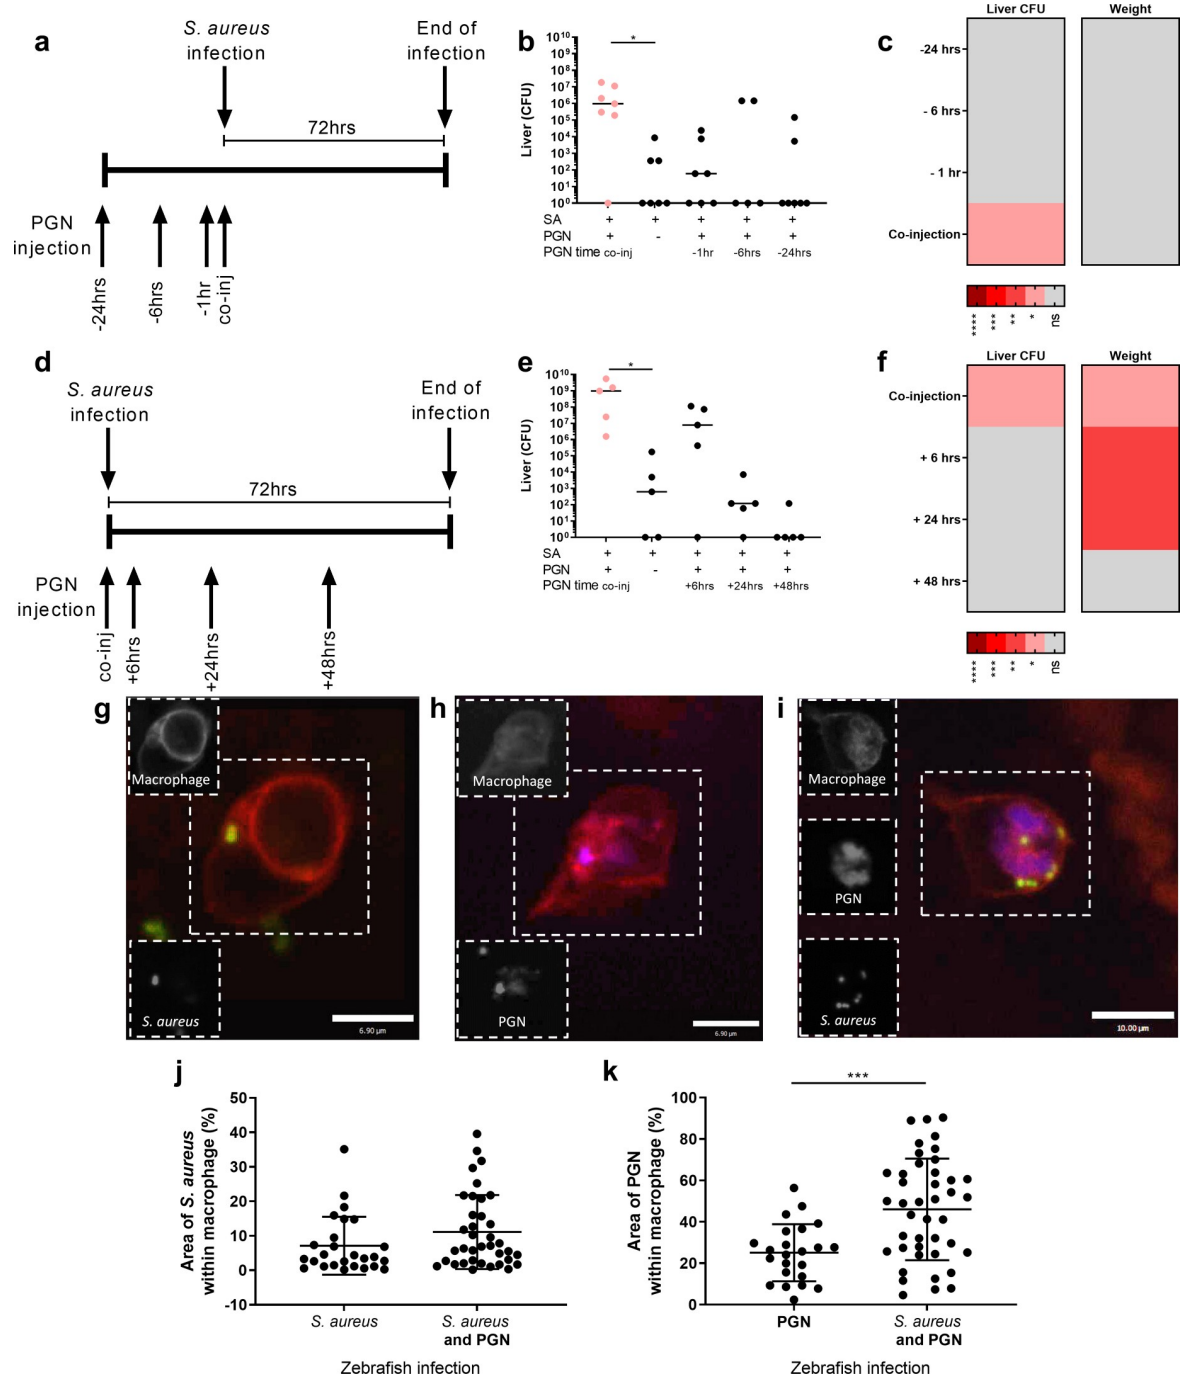 a
S. aureus
infection
End of
infection
72hrs
PGN
injection
-24hrs
-6hrs
-1hr
co-inj
b
*
Liver (CFU)
10¹⁰
10⁹
10⁸
10⁷
10⁶
10⁵
10⁴
10³
10²
10¹
10⁰
SA + + + + +
PGN + - + + +
PGN time co-inj -1hr -6hrs -24hrs
c
Liver CFU Weight
-24 hrs
- 6 hrs
- 1 hr
Co-injection
**** *** ** * ns
d
S. aureus
infection
End of
infection
72hrs
PGN
injection
co-inj
+6hrs
+24hrs
+48hrs
e
*
Liver (CFU)
10¹⁰
10⁹
10⁸
10⁷
10⁶
10⁵
10⁴
10³
10²
10¹
10⁰
SA + + + + +
PGN + - + + +
PGN time co-inj +6hrs +24hrs +48hrs
f
Liver CFU Weight
Co-injection
+ 6 hrs
+ 24 hrs
+ 48 hrs
**** *** ** * ns
g
Macrophage
S. aureus
6.90 µm
h
Macrophage
PGN
6.90 µm
i
Macrophage
PGN
S. aureus
10.00 µm
j
Area of S. aureus
within macrophage (%)
50
40
30
20
10
0
-10
S. aureus
S. aureus
and PGN
Zebrafish infection
k
***
Area of PGN
within macrophage (%)
100
80
60
40
20
0
PGN
S. aureus
and PGN
Zebrafish infection